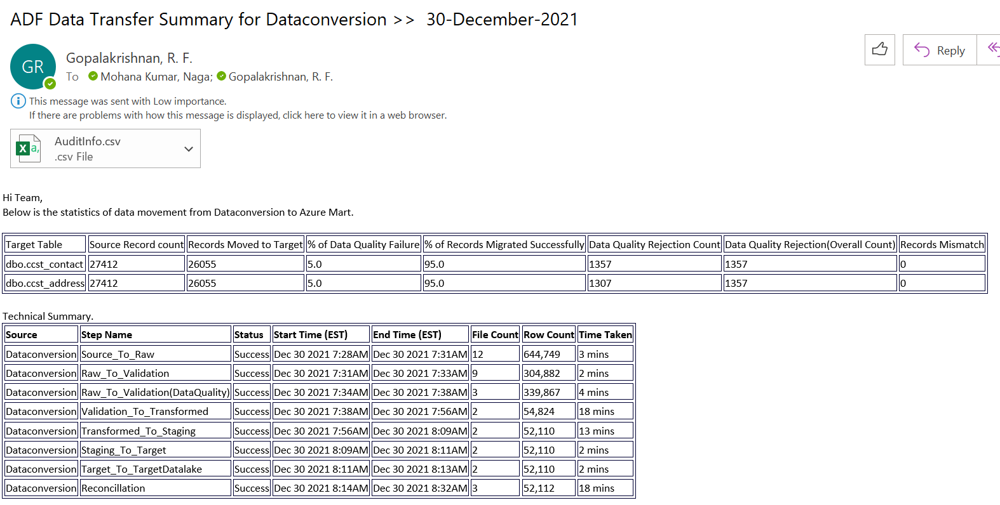 ADF Data Transfer Summary for Dataconversion >> 30-December-2021
GR
Gopalakrishnan, R. F.
To Mohana Kumar, Naga; Gopalakrishnan, R. F.
Reply
This message was sent with Low importance.
If there are problems with how this message is displayed, click here to view it in a web browser.
X a,
AuditInfo.csv
.csv File
Hi Team,
Below is the statistics of data movement from Dataconversion to Azure Mart.
Target Table Source Record count Records Moved to Target % of Data Quality Failure % of Records Migrated Successfully Data Quality Rejection Count Data Quality Rejection(Overall Count) Records Mismatch
dbo.ccst_contact 27412 26055 5.0 95.0 1357 1357 0
dbo.ccst_address 27412 26055 5.0 95.0 1307 1357 0
Technical Summary.
Source Step Name Status Start Time (EST) End Time (EST) File Count Row Count Time Taken
Dataconversion Source_To_Raw Success Dec 30 2021 7:28AM Dec 30 2021 7:31AM 12 644,749 3 mins
Dataconversion Raw_To_Validation Success Dec 30 2021 7:31AM Dec 30 2021 7:33AM 9 304,882 2 mins
Dataconversion Raw_To_Validation(DataQuality) Success Dec 30 2021 7:34AM Dec 30 2021 7:38AM 3 339,867 4 mins
Dataconversion Validation_To_Transformed Success Dec 30 2021 7:38AM Dec 30 2021 7:56AM 2 54,824 18 mins
Dataconversion Transformed_To_Staging Success Dec 30 2021 7:56AM Dec 30 2021 8:09AM 2 52,110 13 mins
Dataconversion Staging_To_Target Success Dec 30 2021 8:09AM Dec 30 2021 8:11AM 2 52,110 2 mins
Dataconversion Target_To_TargetDatalake Success Dec 30 2021 8:11AM Dec 30 2021 8:13AM 2 52,110 2 mins
Dataconversion Reconcillation Success Dec 30 2021 8:14AM Dec 30 2021 8:32AM 3 52,112 18 mins